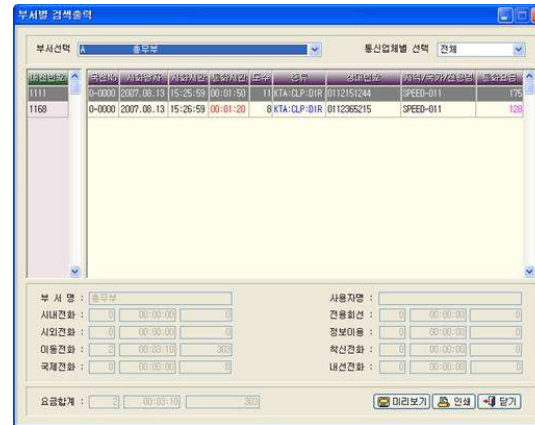 부서별 검색출력
부서선택 A 총무부 통신업체별 선택 전체
내선번호 국선No 시화날자 시화시간 통화시간 도수 종류 상대번호 지역/국가/전용명 통화요금
1111 0-0000 2007.08.13 15:25:59 00:01:50 11 KTA:CLP:DIR 0112151244 SPEED-011 175
1168 0-0000 2007.08.13 15:26:59 00:01:20 8 KTA:CLP:DIR 0112365215 SPEED-011 128
부 서 명 : 총무부 사용자명 :
시내전화 : 0 00:00:00 0 전용회선 : 0 00:00:00 0
시외전화 : 0 00:00:00 0 정보이용 : 0 00:00:00 0
이동전화 : 2 00:03:10 303 착신전화 : 0 00:00:00 0
국제전화 : 0 00:00:00 0 내선전화 : 0 00:00:00 0
요금합계 : 2 00:03:10 303 미리보기 인쇄 닫기